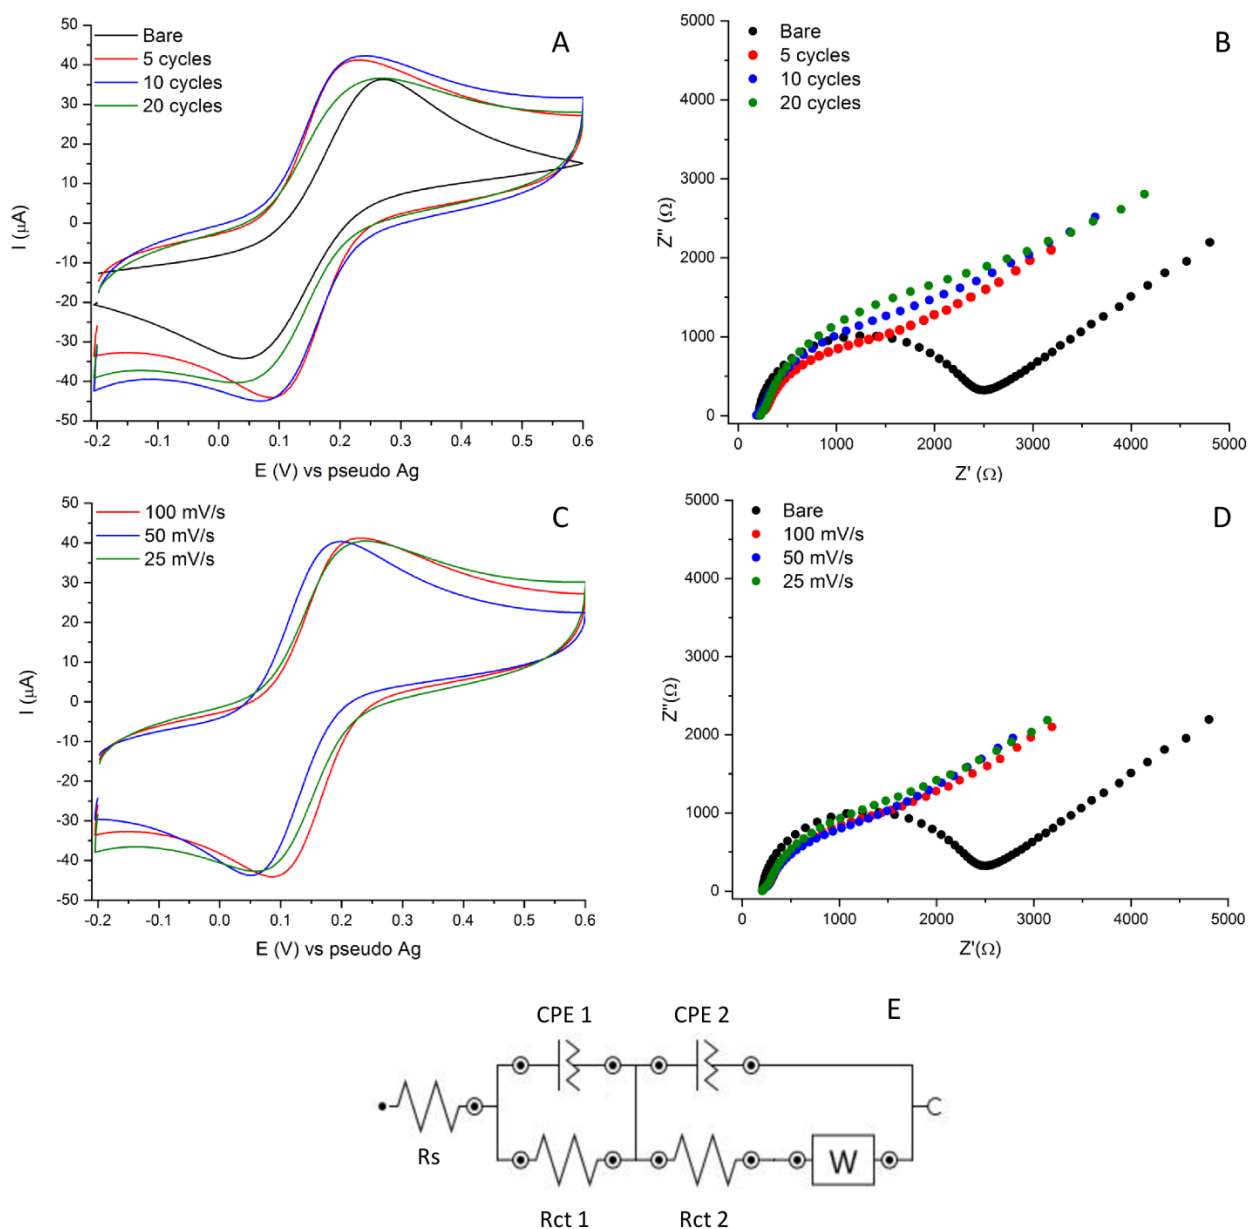 A
Bare
5 cycles
10 cycles
20 cycles
50
40
30
20
10
0
-10
-20
-30
-40
-50
I (μA)
-0.2 -0.1 0.0 0.1 0.2 0.3 0.4 0.5 0.6
E (V) vs pseudo Ag
B
Bare
5 cycles
10 cycles
20 cycles
5000
4000
3000
2000
1000
0
Z'' (Ω)
0 1000 2000 3000 4000 5000
Z' (Ω)
C
100 mV/s
50 mV/s
25 mV/s
50
40
30
20
10
0
-10
-20
-30
-40
-50
I (μA)
-0.2 -0.1 0.0 0.1 0.2 0.3 0.4 0.5 0.6
E (V) vs pseudo Ag
D
Bare
100 mV/s
50 mV/s
25 mV/s
5000
4000
3000
2000
1000
0
Z''(Ω)
0 1000 2000 3000 4000 5000
Z'(Ω)
E
CPE 1 CPE 2
Rs
W
Rct 1 Rct 2